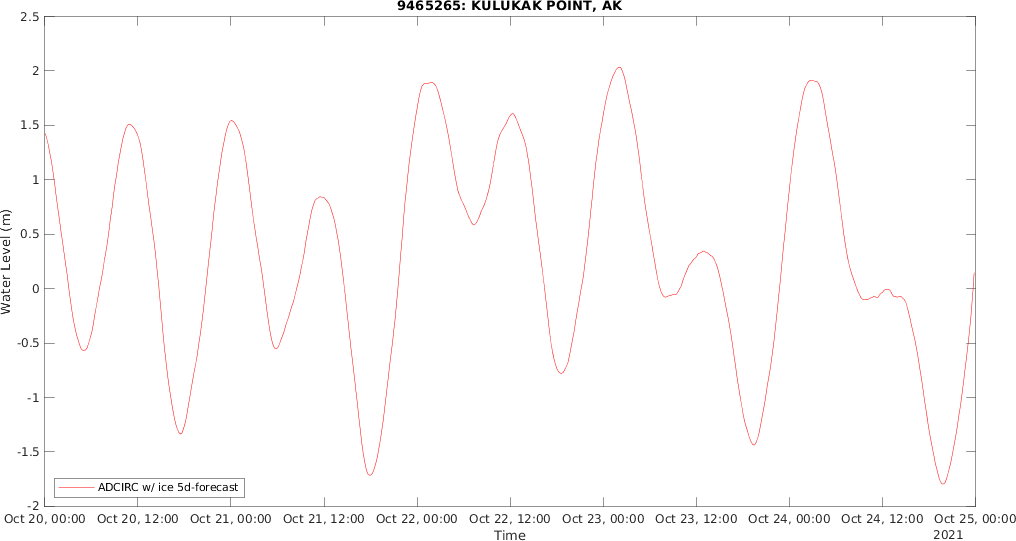 9465265: KULUKAK POINT, AK
2.5
2
1.5
1
0.5
0
-0.5
-1
-1.5
-2
Water Level (m)
ADCIRC w/ ice 5d-forecast
Oct 20, 00:00 Oct 20, 12:00 Oct 21, 00:00 Oct 21, 12:00 Oct 22, 00:00 Oct 22, 12:00 Oct 23, 00:00 Oct 23, 12:00 Oct 24, 00:00 Oct 24, 12:00 Oct 25, 00:00
Time
2021